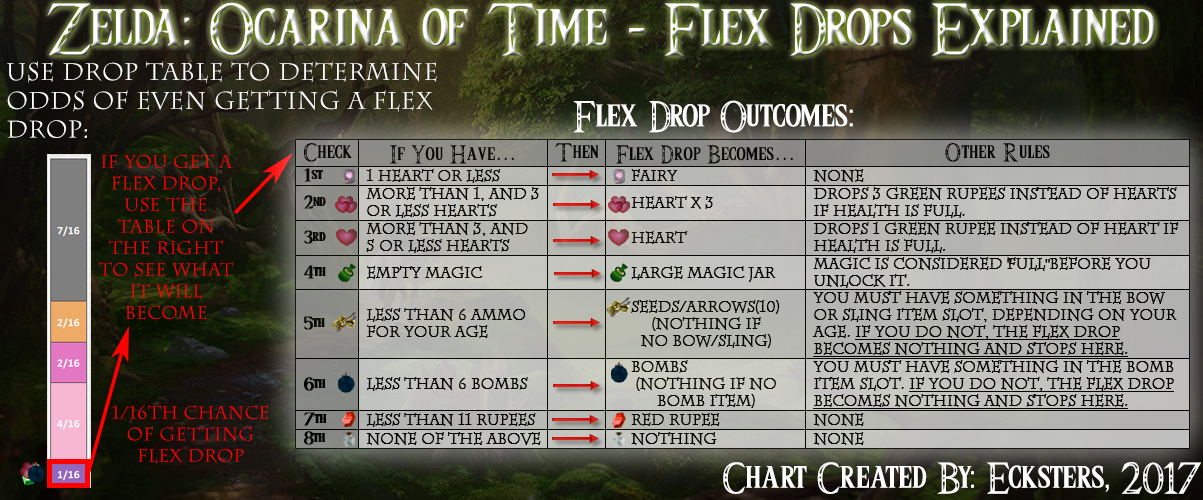 Zelda: Ocarina of Time - Flex Drops Explained
USE DROP TABLE TO DETERMINE
ODDS OF EVEN GETTING A FLEX
DROP:
7/16
2/16
2/16
4/16
1/16
IF YOU GET A
FLEX DROP,
USE THE
TABLE ON
THE RIGHT
TO SEE WHAT
IT WILL
BECOME
1/16TH CHANCE
OF GETTING
FLEX DROP
Flex Drop Outcomes:
Check If You Have... Then Flex Drop Becomes... Other Rules
1st 1 HEART OR LESS FAIRY NONE
2nd MORE THAN 1, AND 3
OR LESS HEARTS
HEART X 3
DROPS 3 GREEN RUPEES INSTEAD OF HEARTS
IF HEALTH IS FULL.
3rd MORE THAN 3, AND
5 OR LESS HEARTS
HEART
DROPS 1 GREEN RUPEE INSTEAD OF HEART IF
HEALTH IS FULL.
4th EMPTY MAGIC LARGE MAGIC JAR
MAGIC IS CONSIDERED "FULL"BEFORE YOU
UNLOCK IT.
5th LESS THAN 6 AMMO
FOR YOUR AGE
SEEDS/ARROWS(10)
(NOTHING IF
NO BOW/SLING)
YOU MUST HAVE SOMETHING IN THE BOW
OR SLING ITEM SLOT, DEPENDING ON YOUR
AGE. IF YOU DO NOT, THE FLEX DROP
BECOMES NOTHING AND STOPS HERE.
6th LESS THAN 6 BOMBS
BOMBS
(NOTHING IF NO
BOMB ITEM)
YOU MUST HAVE SOMETHING IN THE BOMB
ITEM SLOT. IF YOU DO NOT, THE FLEX DROP
BECOMES NOTHING AND STOPS HERE.
7th LESS THAN 11 RUPEES RED RUPEE NONE
8th NONE OF THE ABOVE NOTHING NONE
Chart Created By: Ecksters, 2017